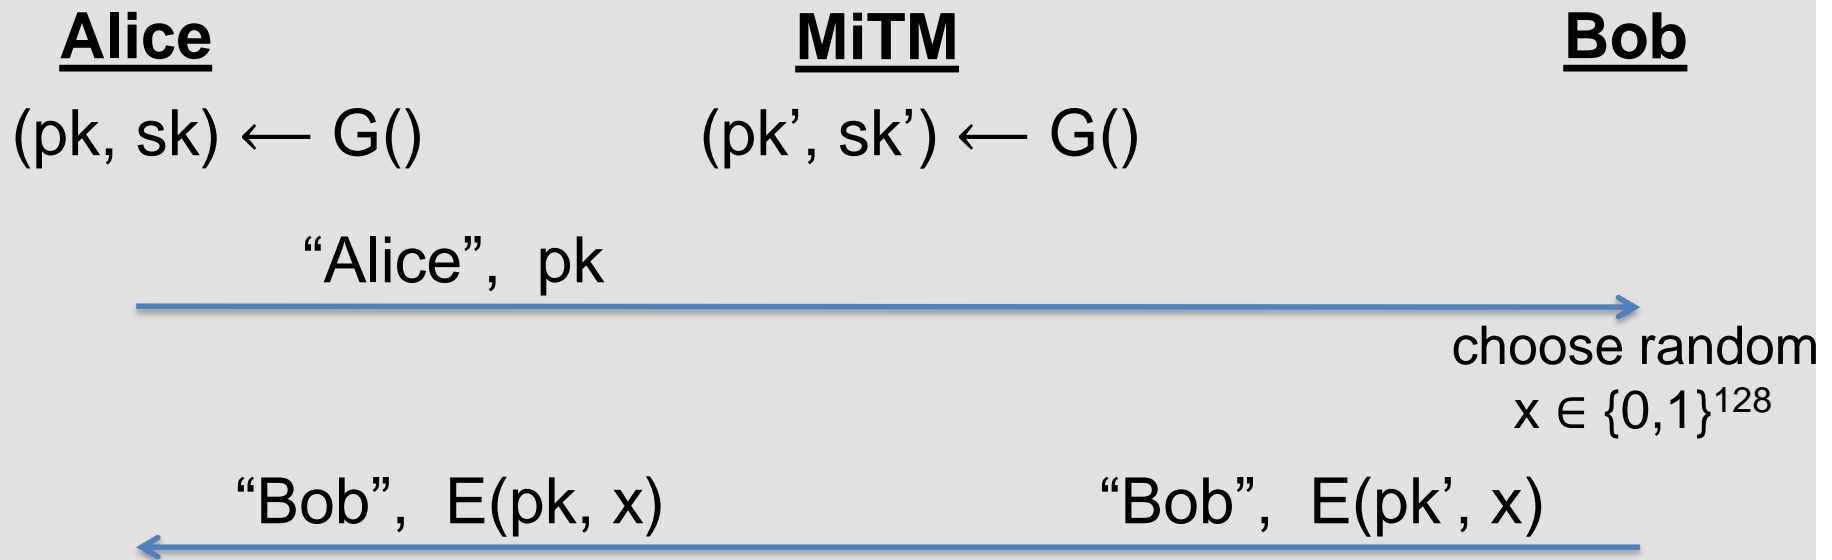 Alice MiTM Bob
(pk, sk) ⟵ G() (pk’, sk’) ⟵ G()
“Alice”, pk
choose random
x ∈ {0,1}¹²⁸
“Bob”, E(pk, x) “Bob”, E(pk’, x)